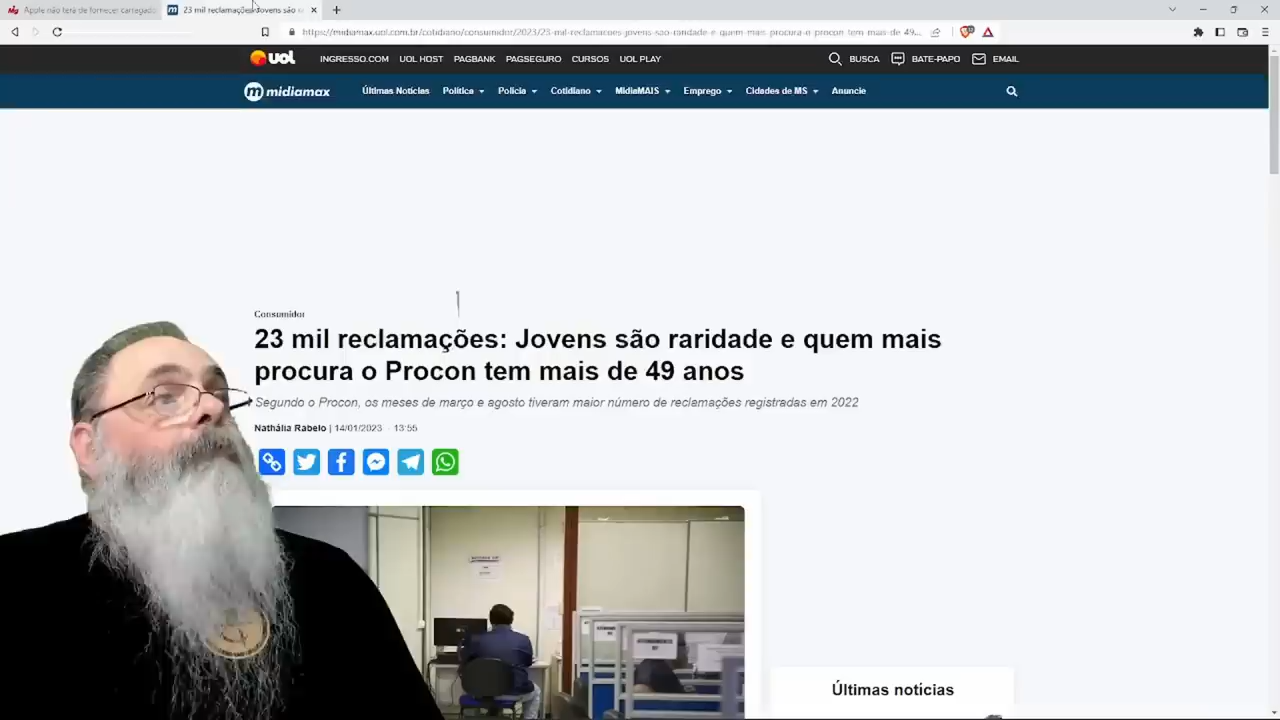 Apple não terá de fornecer carregado
23 mil reclamações: Jovens são ra
https://midiamax.uol.com.br/cotidiano/consumidor/2023/23-mil-reclamacoes-jovens-sao-raridade-e-quem-mais-procura-o-procon-tem-mais-de-49...
UOL INGRESSO.COM UOL HOST PAGBANK PAGSEGURO CURSOS UOL PLAY BUSCA BATE-PAPO EMAIL
midiamax Últimas Notícias Política Polícia Cotidiano MidiaMAIS Emprego Cidades de MS Anuncie
Consumidor
23 mil reclamações: Jovens são raridade e quem mais
procura o Procon tem mais de 49 anos
Segundo o Procon, os meses de março e agosto tiveram maior número de reclamações registradas em 2022
Nathália Rabelo | 14/01/2023 - 13:55
Últimas notícias